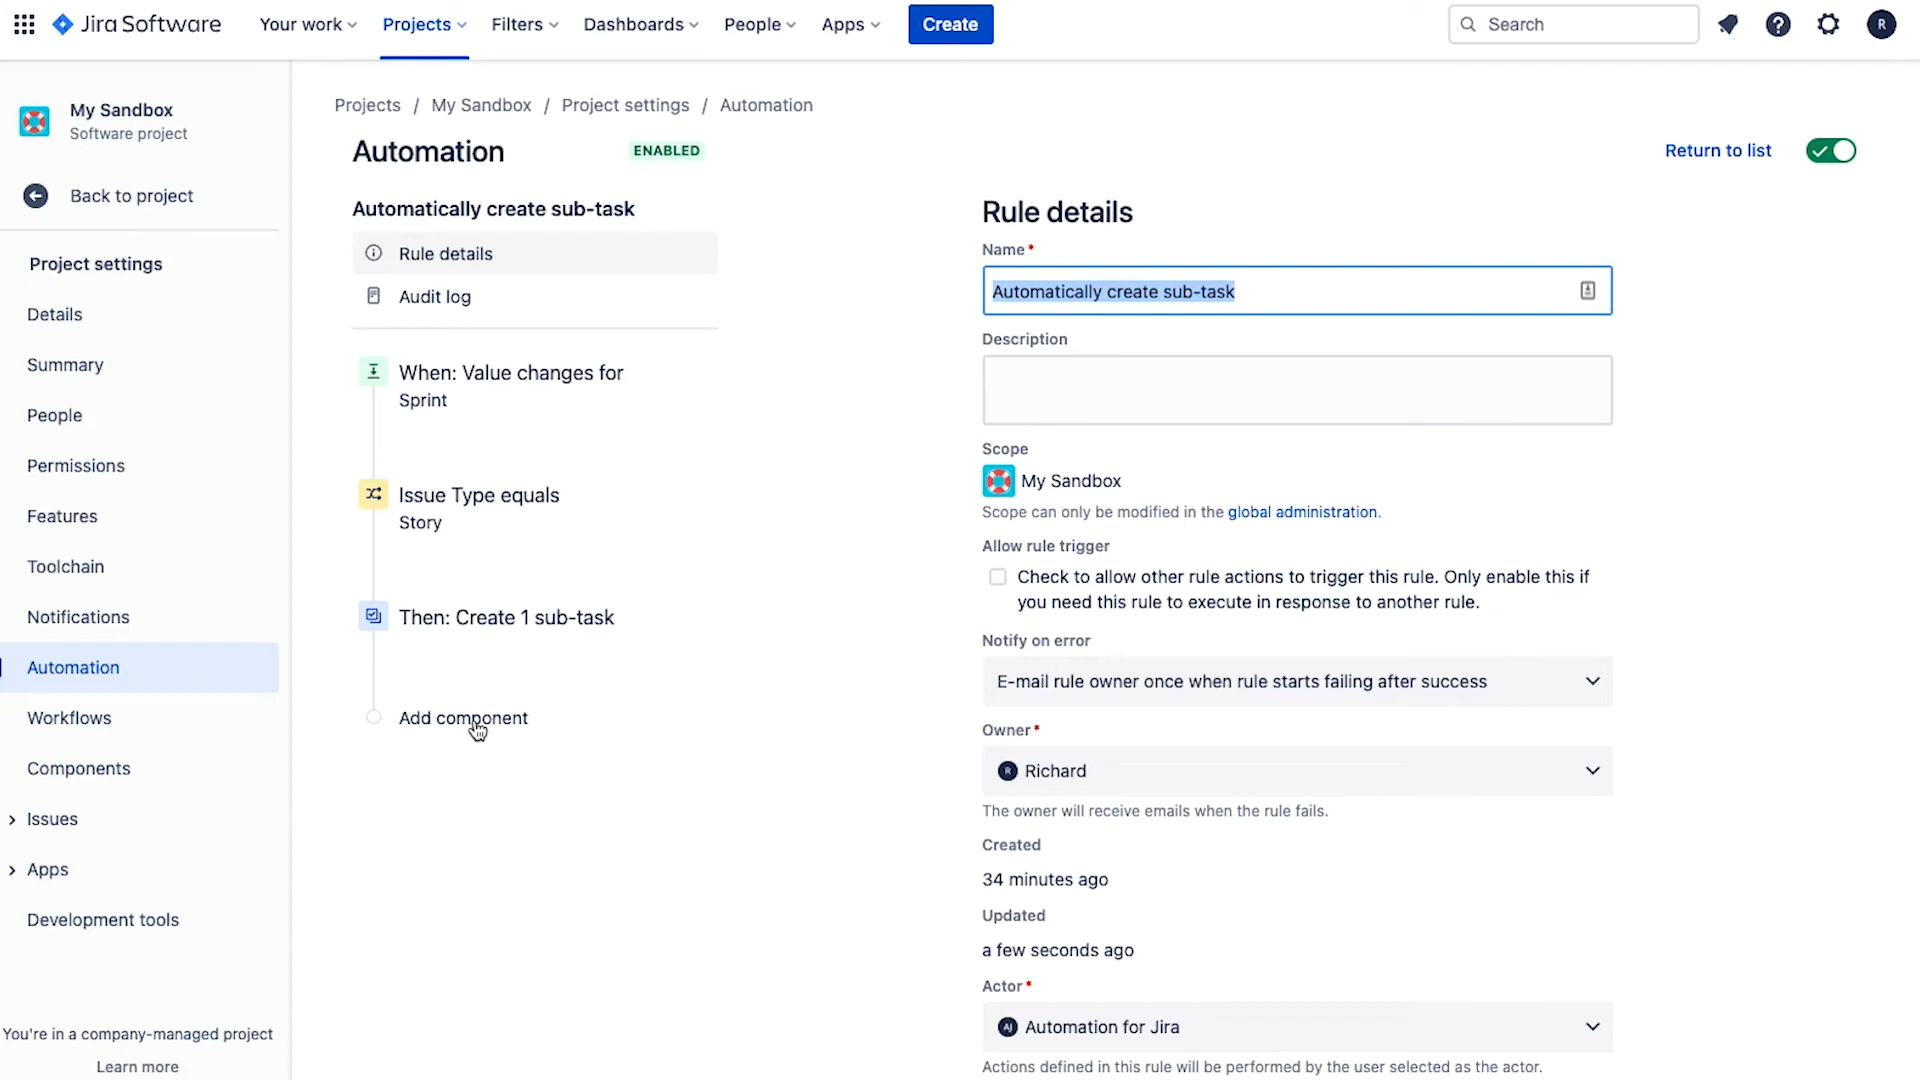 Jira Software
Your work
Projects
Filters
Dashboards
People
Apps
Create
Search
R
My Sandbox
Software project
Back to project
Project settings
Details
Summary
People
Permissions
Features
Toolchain
Notifications
Automation
Workflows
Components
Issues
Apps
Development tools
You're in a company-managed project
Learn more
Projects / My Sandbox / Project settings / Automation
Automation
ENABLED
Return to list
Automatically create sub-task
Rule details
Audit log
When: Value changes for
Sprint
Issue Type equals
Story
Then: Create 1 sub-task
Add component
Rule details
Name *
Automatically create sub-task
Description
Scope
My Sandbox
Scope can only be modified in the global administration.
Allow rule trigger
Check to allow other rule actions to trigger this rule. Only enable this if
you need this rule to execute in response to another rule.
Notify on error
E-mail rule owner once when rule starts failing after success
Owner *
R Richard
The owner will receive emails when the rule fails.
Created
34 minutes ago
Updated
a few seconds ago
Actor *
AJ Automation for Jira
Actions defined in this rule will be performed by the user selected as the actor.